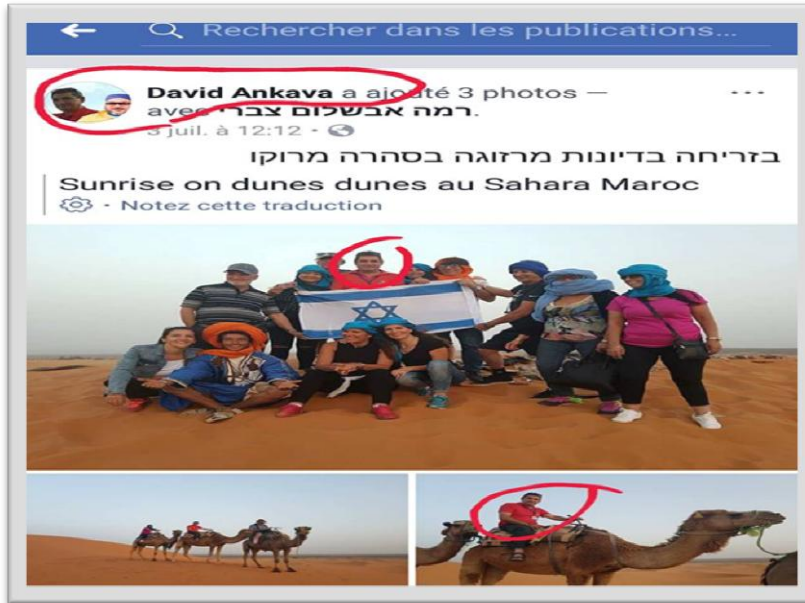 Rechercher dans les publications...
David Ankava a ajouté 3 photos —
avec רמה אבשלום צברי.
3 juil. à 12:12 ·
בזריחה בדיונות מרזוגה בסהרה מרוקו
Sunrise on dunes dunes au Sahara Maroc
· Notez cette traduction